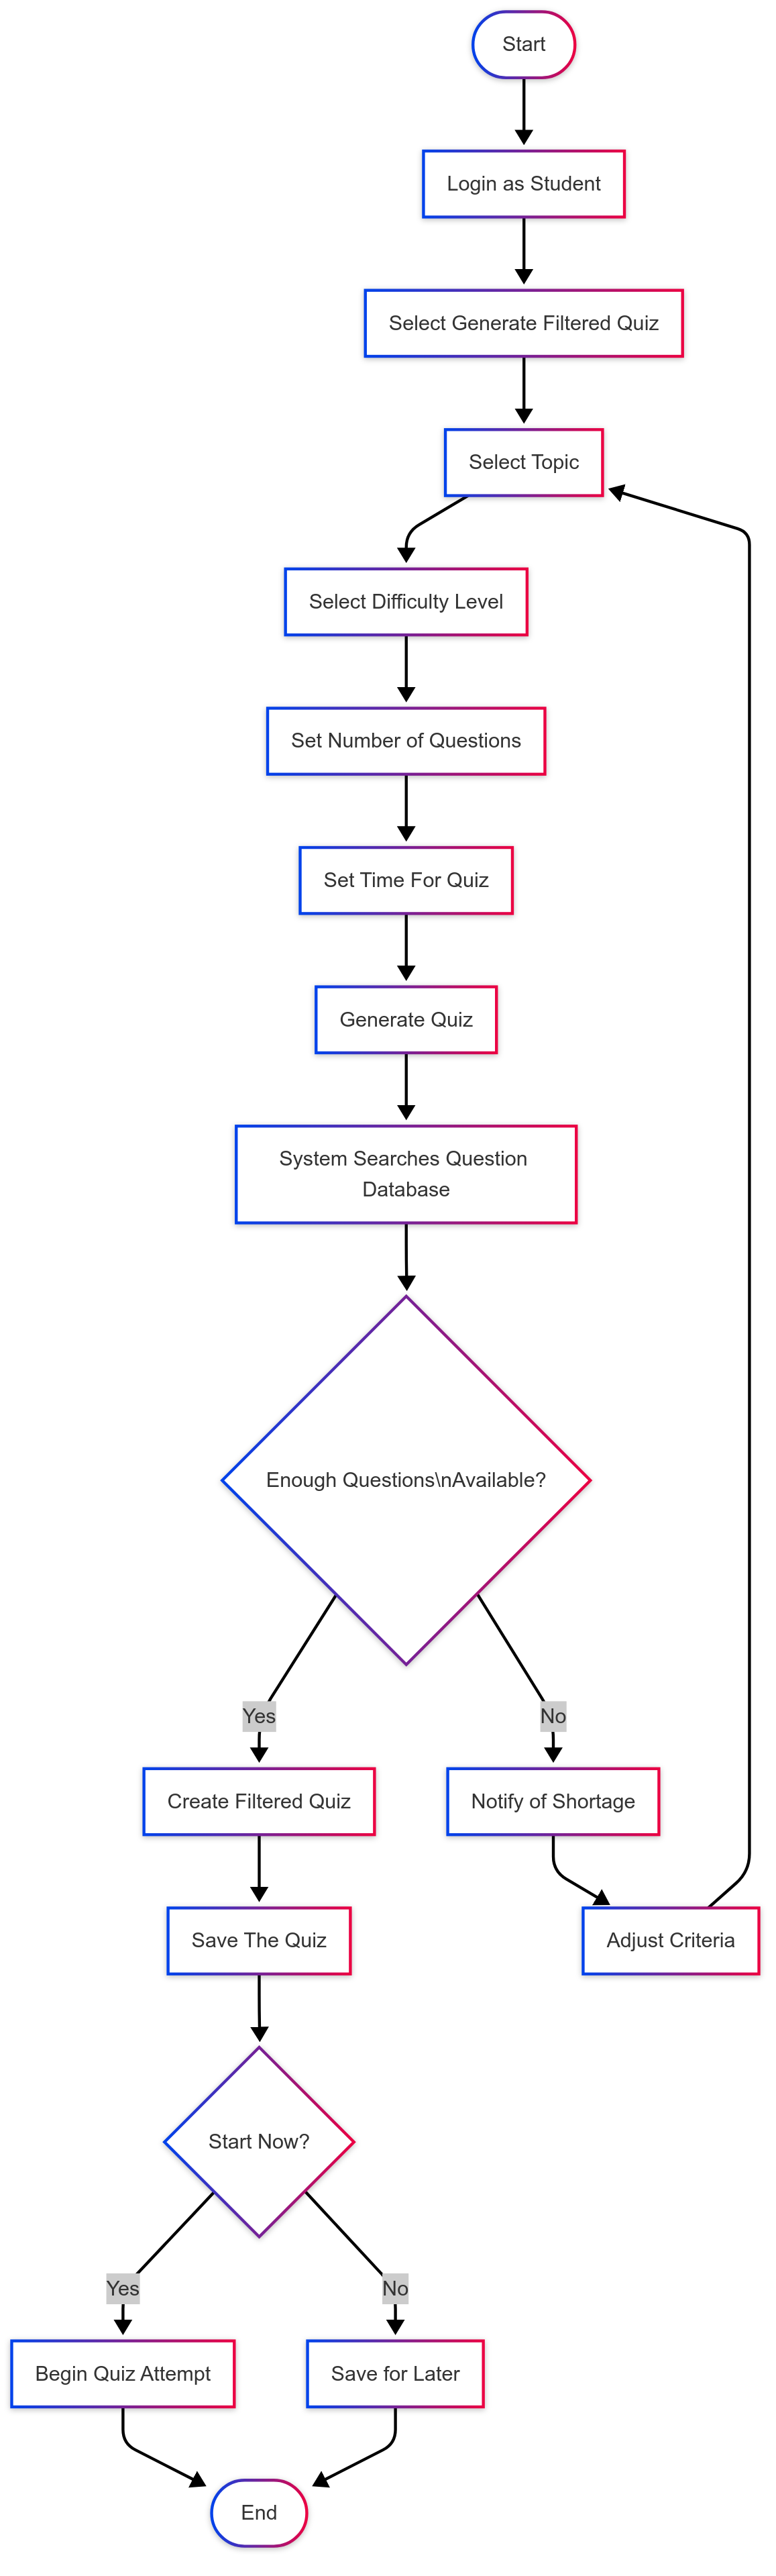 Start
Login as Student
Select Generate Filtered Quiz
Select Topic
Select Difficulty Level
Set Number of Questions
Set Time For Quiz
Generate Quiz
System Searches Question
Database
Enough Questions\nAvailable?
Yes
No
Create Filtered Quiz
Notify of Shortage
Save The Quiz
Adjust Criteria
Start Now?
Yes
No
Begin Quiz Attempt
Save for Later
End